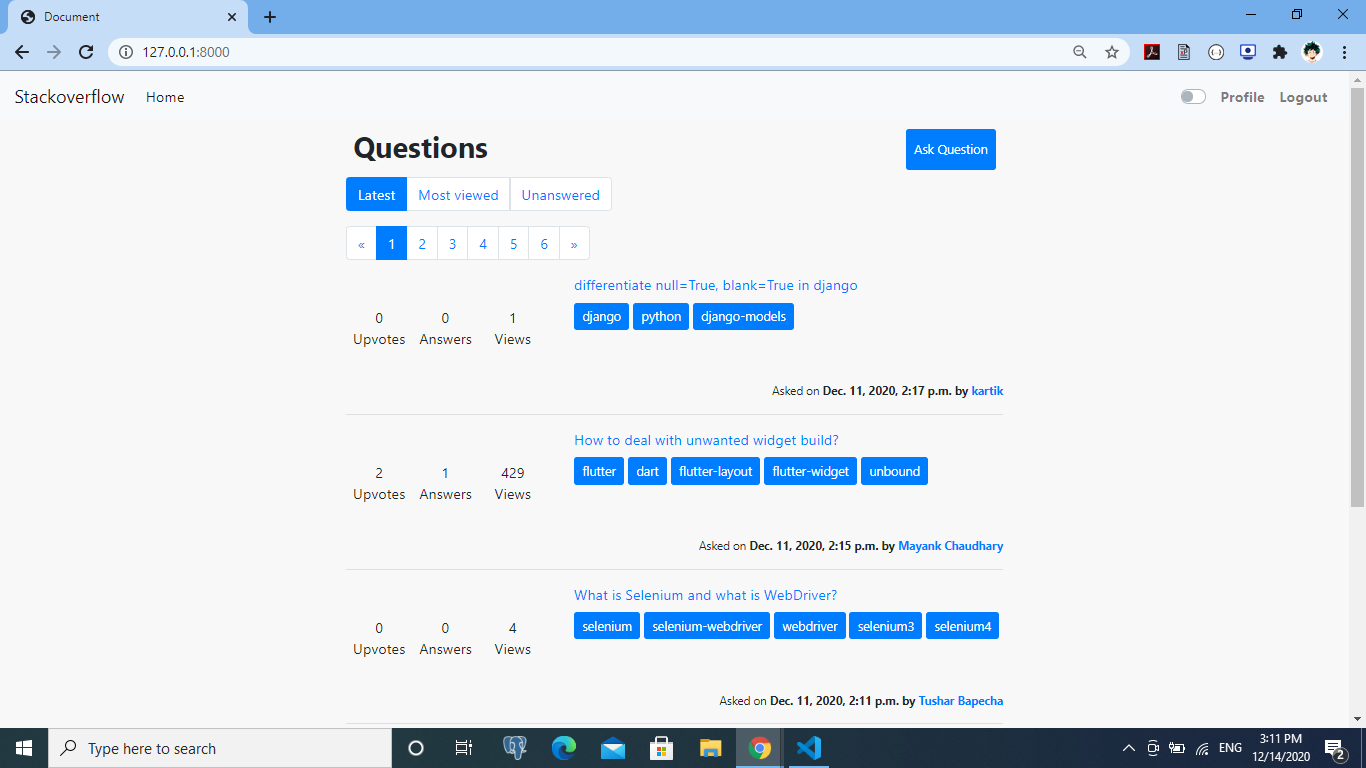 Document
127.0.0.1:8000
Stackoverflow Home Profile Logout
Questions
Ask Question
Latest Most viewed Unanswered
« 1 2 3 4 5 6 »
differentiate null=True, blank=True in django
django python django-models
0 0 1
Upvotes Answers Views
Asked on Dec. 11, 2020, 2:17 p.m. by kartik
How to deal with unwanted widget build?
flutter dart flutter-layout flutter-widget unbound
2 1 429
Upvotes Answers Views
Asked on Dec. 11, 2020, 2:15 p.m. by Mayank Chaudhary
What is Selenium and what is WebDriver?
selenium selenium-webdriver webdriver selenium3 selenium4
0 0 4
Upvotes Answers Views
Asked on Dec. 11, 2020, 2:11 p.m. by Tushar Bapecha
Type here to search
ENG
3:11 PM
12/14/2020
2